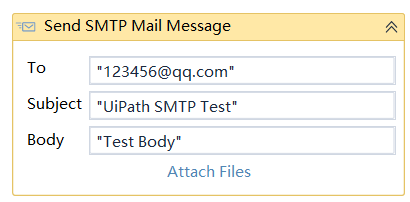 Send SMTP Mail Message
To "123456@qq.com"
Subject "UiPath SMTP Test"
Body "Test Body"
Attach Files